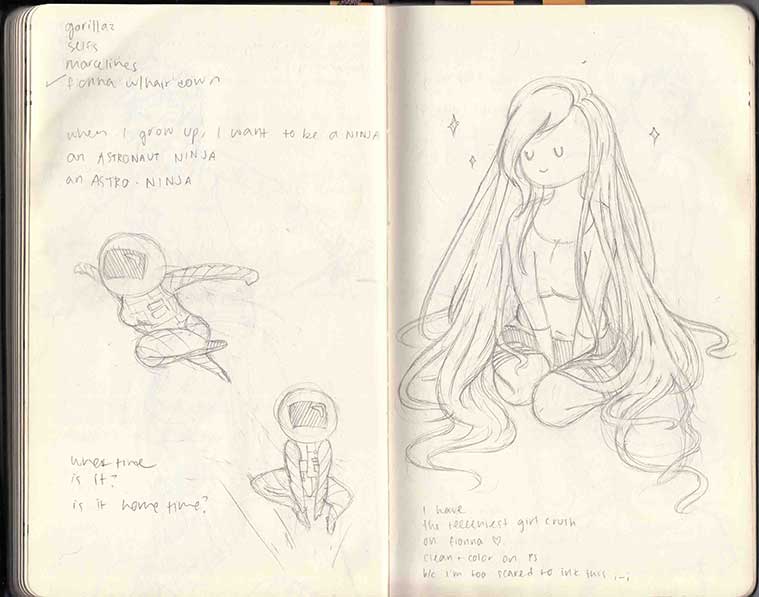 gorillaz
selfs
marcelines
✓ fionna w/hair down
when I grow up, I want to be a NINJA
an ASTRONAUT NINJA
an ASTRO-NINJA
what time
is it?
is it home time?
I have
the teeeniest girl crush
on fionna ♡
clean + color on PS
b/c i'm too scared to ink this ;-;